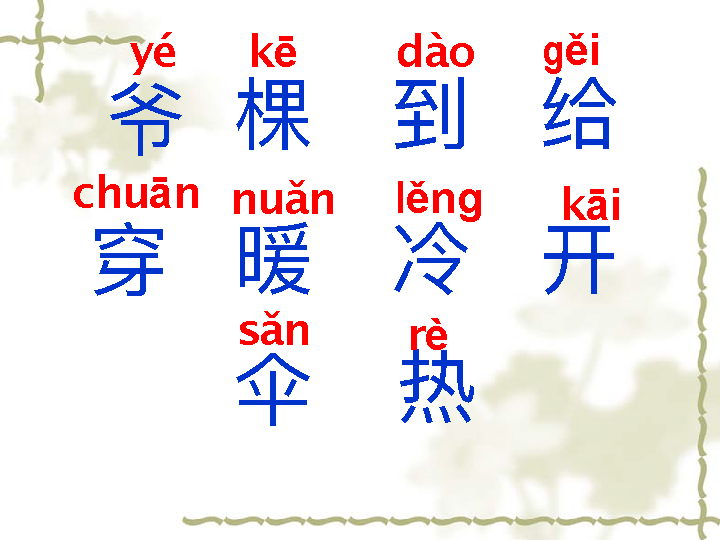 yé kē dào gěi
爷 棵 到 给
chuān nuǎn lěng kāi
穿 暖 冷 开
sǎn rè
伞 热